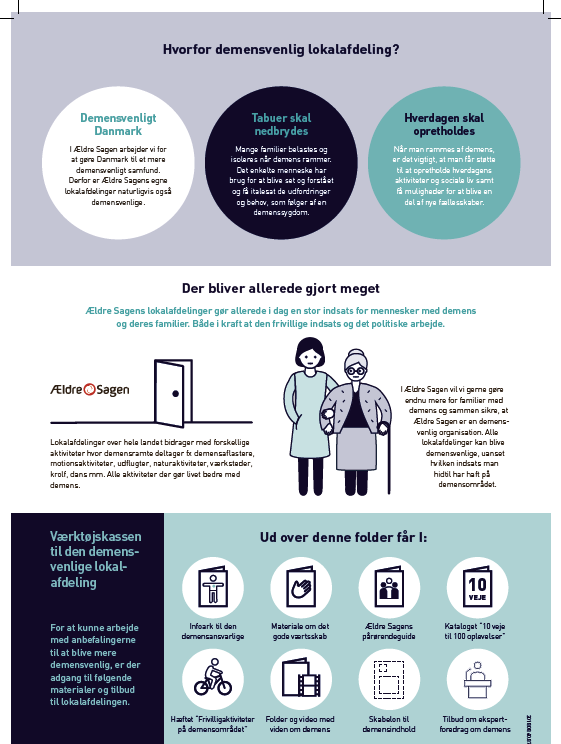 Hvorfor demensvenlig lokalafdeling?
Demensvenligt
Danmark
I Ældre Sagen arbejder vi for
at gøre Danmark til et mere
demensvenligt samfund.
Derfor er Ældre Sagens egne
lokalafdelinger naturligvis også
demensvenlige.
Tabuer skal
nedbrydes
Mange familier belastes og
isoleres når demens rammer.
Det enkelte menneske har
brug for at blive set og forstået
og få italesat de udfordringer
og behov, som følger af en
demenssygdom.
Hverdagen skal
opretholdes
Når man rammes af demens,
er det vigtigt, at man får støtte
til at opretholde hverdagens
aktiviteter og sociale liv samt
få muligheder for at blive en
del af nye fællesskaber.
Der bliver allerede gjort meget
Ældre Sagens lokalafdelinger gør allerede i dag en stor indsats for mennesker med demens
og deres familier. Både i kraft at den frivillige indsats og det politiske arbejde.
Ældre Sagen
Lokalafdelinger over hele landet bidrager med forskellige
aktiviteter hvor demensramte deltager fx demensaflastere,
motionsaktiviteter, udflugter, naturaktiviteter, værksteder,
krolf, dans mm. Alle aktiviteter der gør livet bedre med
demens.
I Ældre Sagen vil vi gerne gøre
endnu mere for familier med
demens og sammen sikre, at
Ældre Sagen er en demens-
venlig organisation. Alle
lokalafdelinger kan blive
demensvenlige, uanset
hvilken indsats man
hidtil har haft på
demensområdet.
Værktøjskassen
til den demens-
venlige lokal-
afdeling
For at kunne arbejde
med anbefalingerne
til at blive mere
demensvenlig, er der
adgang til følgende
materialer og tilbud
til lokalafdelingen.
Ud over denne folder får I:
Infoark til den
demensansvarlige
Materiale om det
gode værtsskab
Ældre Sagens
pårørendeguide
10
VEJE
Kataloget "10 veje
til 100 oplevelser"
Hæftet "Frivilligaktiviteter
på demensområdet"
Folder og video med
viden om demens
Skabelon til
demensindhold
Tilbud om ekspert-
foredrag om demens